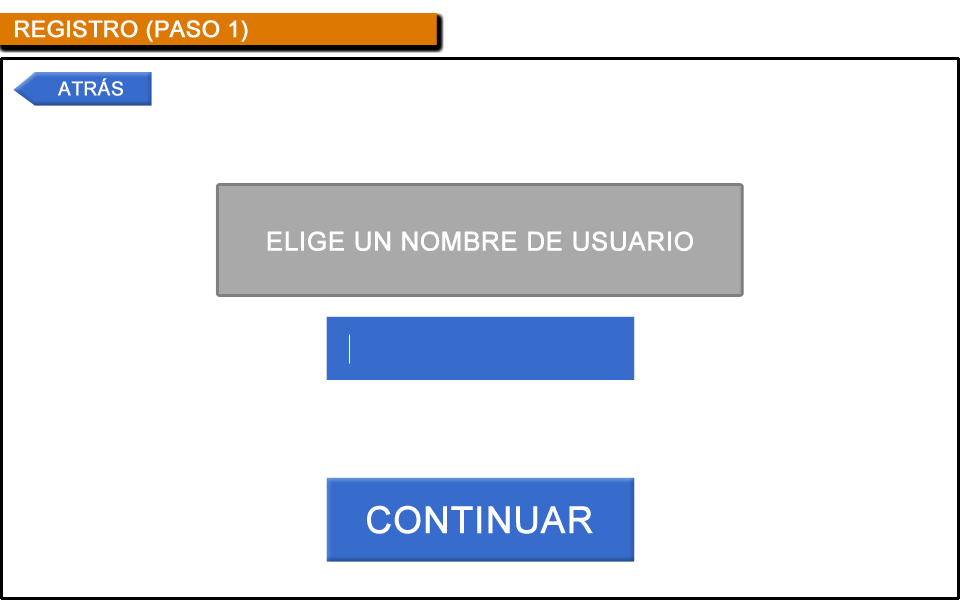 REGISTRO (PASO 1)
ATRÁS
ELIGE UN NOMBRE DE USUARIO
CONTINUAR